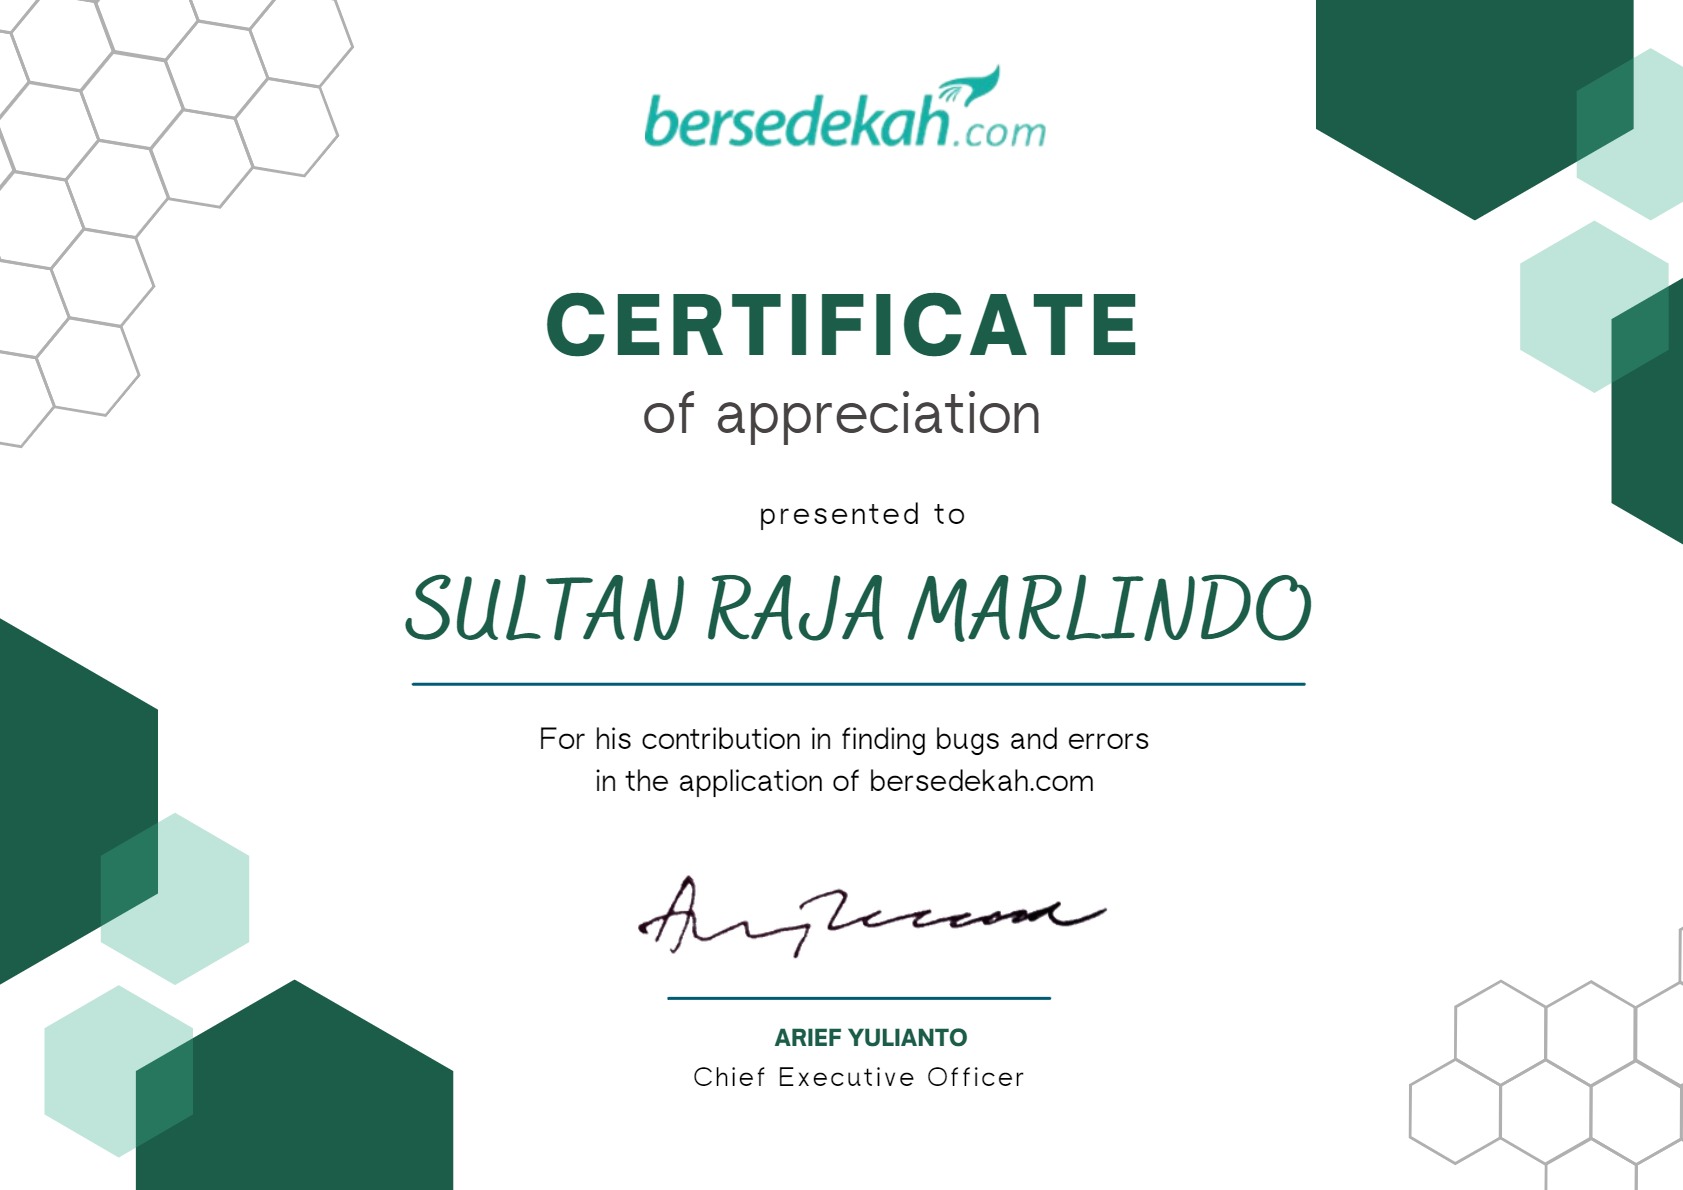 bersedekah.com
CERTIFICATE
of appreciation
presented to
SULTAN RAJA MARLINDO
For his contribution in finding bugs and errors
in the application of bersedekah.com
ARIEF YULIANTO
Chief Executive Officer